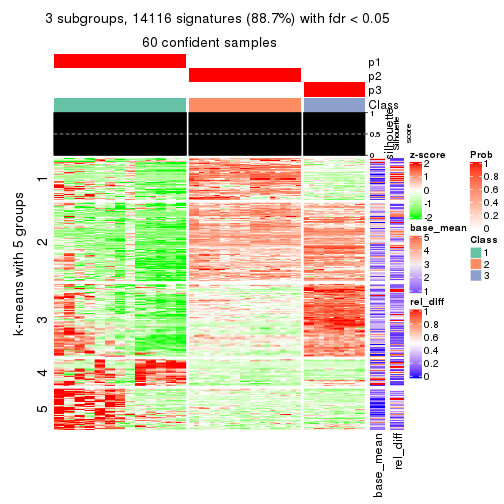 3 subgroups, 14116 signatures (88.7%) with fdr < 0.05
60 confident samples
p1
p2
p3
Class
1
0.5
0
silhouette
Silhouette
score
k-means with 5 groups
1
2
3
4
5
base_mean
rel_diff
z-score
2
1
0
-1
-2
base_mean
5
4
3
2
1
rel_diff
1
0.8
0.6
0.4
0.2
0
Prob
1
0.8
0.6
0.4
0.2
0
Class
1
2
3